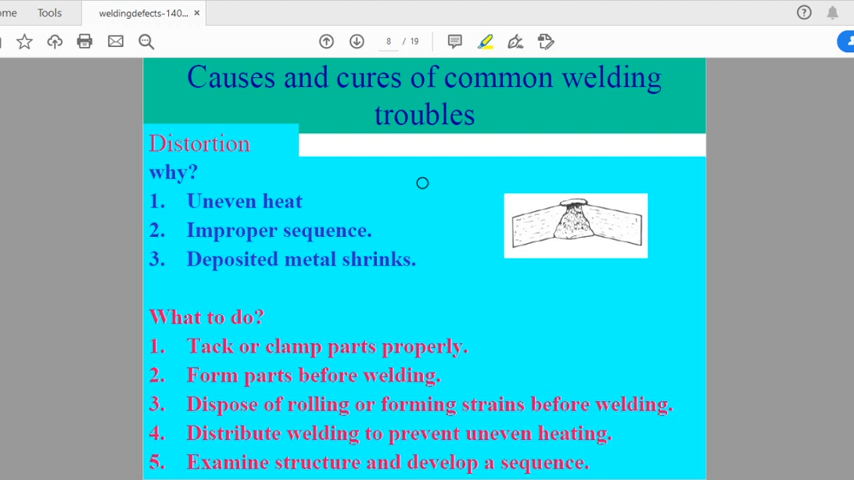 ome Tools weldingdefects-140... ×
8 / 19
Causes and cures of common welding
troubles
Distortion
why?
1. Uneven heat
2. Improper sequence.
3. Deposited metal shrinks.
What to do?
1. Tack or clamp parts properly.
2. Form parts before welding.
3. Dispose of rolling or forming strains before welding.
4. Distribute welding to prevent uneven heating.
5. Examine structure and develop a sequence.